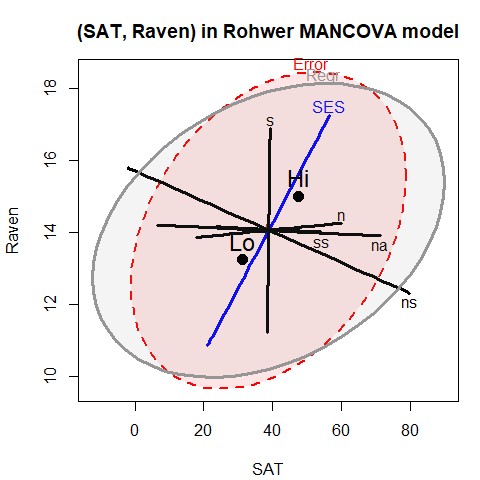 (SAT, Raven) in Rohwer MANCOVA model
Error
Regr
SES
s
Hi
n
Lo
ss
na
ns
Raven
18
16
14
12
10
0 20 40 60 80
SAT